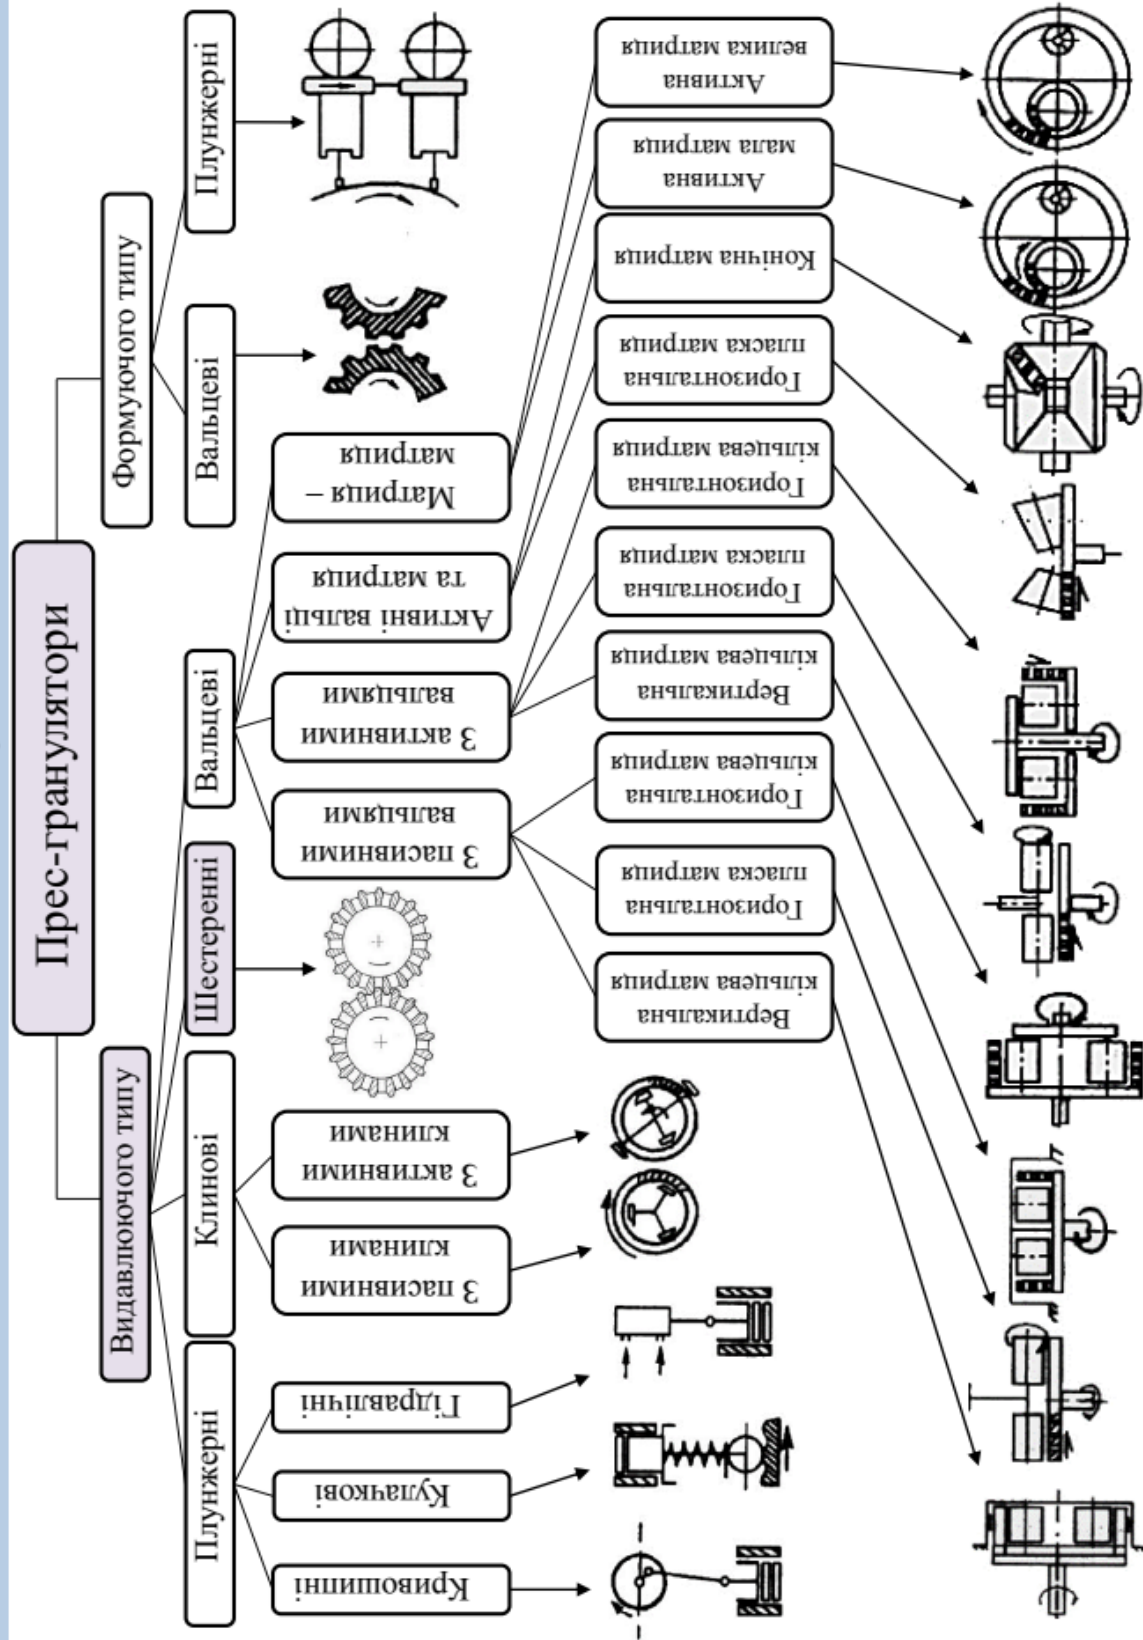 Прес-гранулятори
Видавлюючого типу
Формуючого типу
Плунжерні
Клинові
Шестеренні
Вальцеві
Вальцеві
Плунжерні
Кривошипні
Кулачкові
Гідравлічні
З пасивними
клинами
З активними
клинами
З пасивними
вальцями
З активними
вальцями
Активні вальці
та матриця
Матриця –
матриця
Вертикальна
кільцева матриця
Горизонтальна
пласка матриця
Горизонтальна
кільцева матриця
Вертикальна
кільцева матриця
Горизонтальна
пласка матриця
Горизонтальна
кільцева матриця
Горизонтальна
пласка матриця
Конічна матриця
Активна
мала матриця
Активна
велика матриця